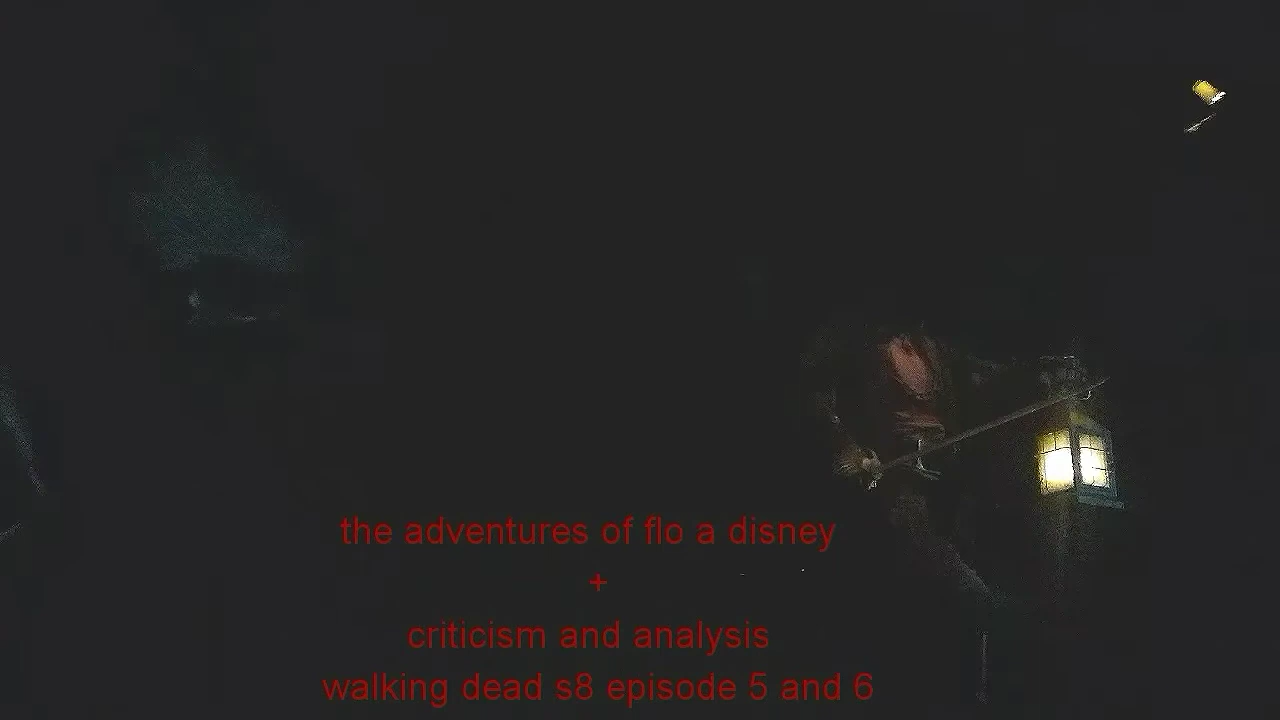 the adventures of flo a disney
+
criticism and analysis
walking dead s8 episode 5 and 6